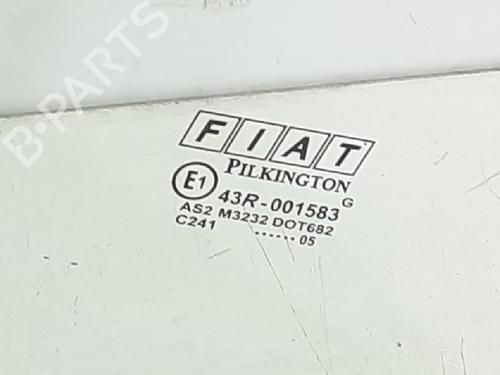 B-PARTS
FIAT
PILKINGTON
E1 43R-001583 G
AS2 M3232 DOT682
C241 ...... 05